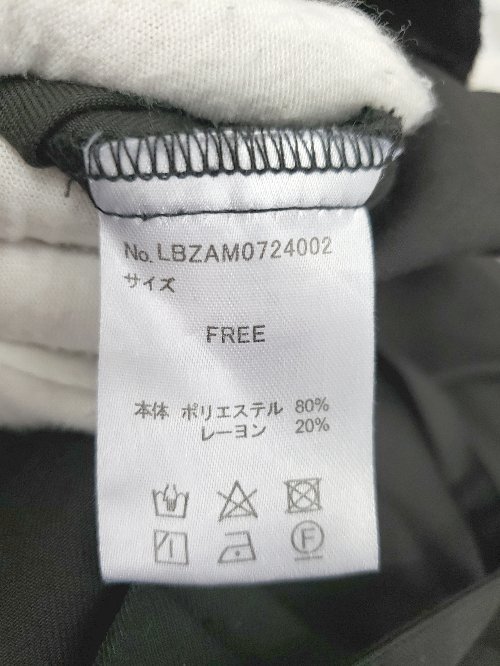 No. LBZAM0724002
サイズ
FREE
本体 ポリエステル 80%
レーヨン 20%
F